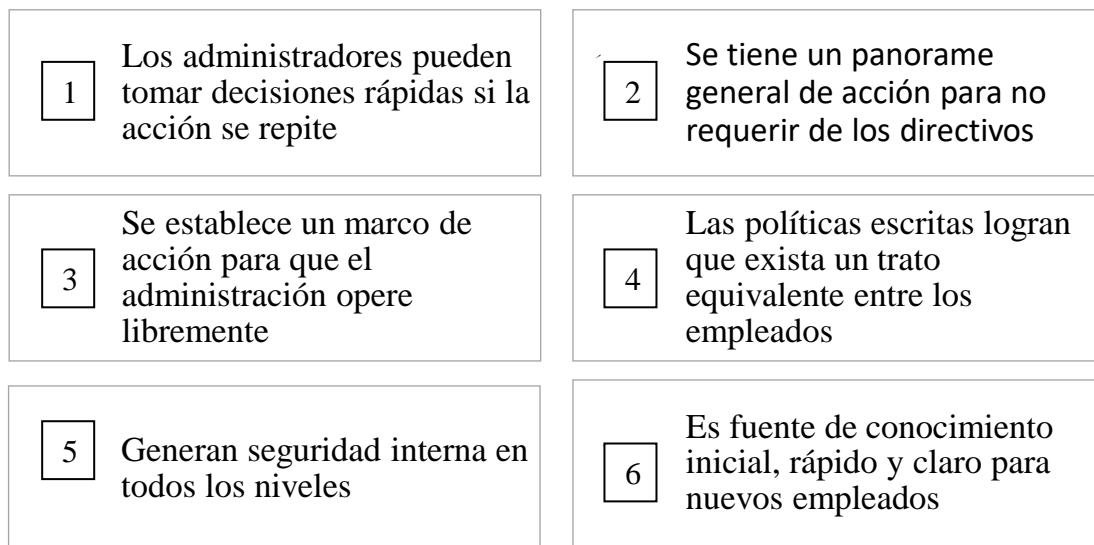 1
Los administradores pueden
tomar decisiones rápidas si la
acción se repite
2
Se tiene un panorame
general de acción para no
requerir de los directivos
3
Se establece un marco de
acción para que el
administración opere
libremente
4
Las políticas escritas logran
que exista un trato
equivalente entre los
empleados
5
Generan seguridad interna en
todos los niveles
6
Es fuente de conocimiento
inicial, rápido y claro para
nuevos empleados